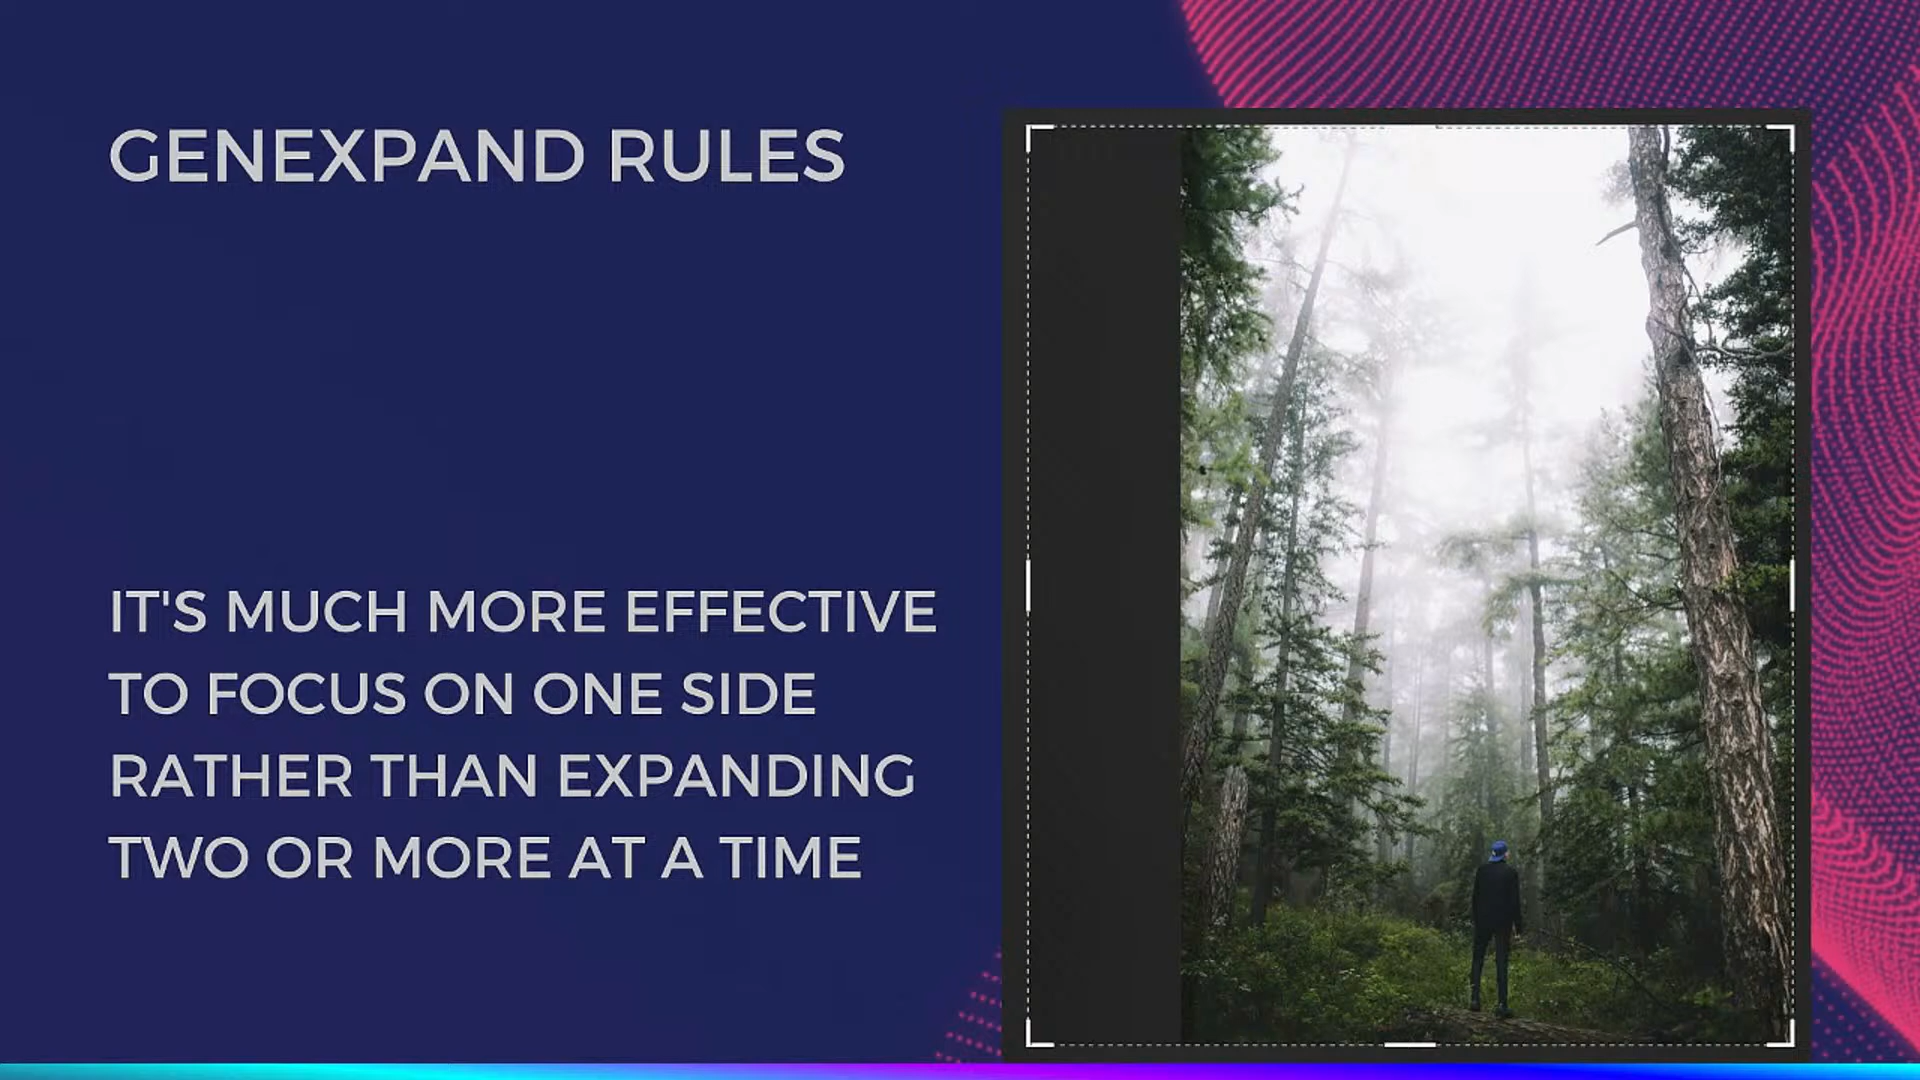 GENEXPAND RULES
IT'S MUCH MORE EFFECTIVE
TO FOCUS ON ONE SIDE
RATHER THAN EXPANDING
TWO OR MORE AT A TIME